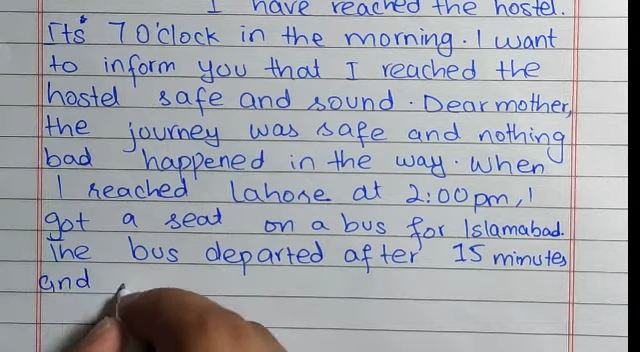 I have reached the hostel.
Its 7 O'clock in the morning. I want
to inform you that I reached the
hostel safe and sound. Dear mother,
the journey was safe and nothing
bad happened in the way. When
I reached Lahore at 2:00pm, I
got a seat on a bus for Islamabad.
The bus departed after 15 minutes
and